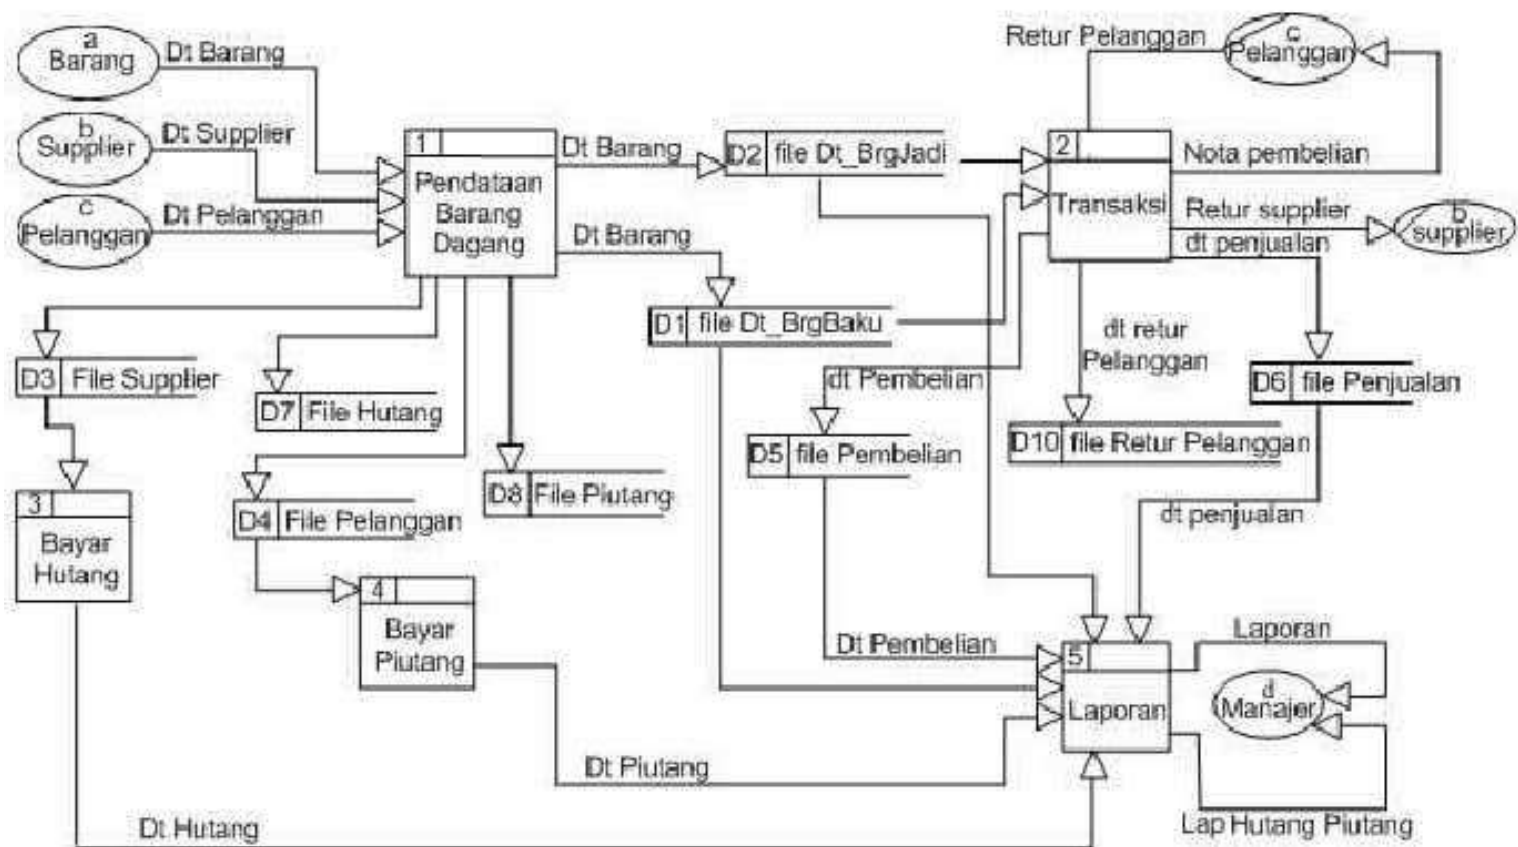 a
Barang
Dt Barang
b
Supplier
Dt Supplier
c
Pelanggan
Dt Pelanggan
1
Pendataan
Barang
Dagang
Dt Barang
D2 file Dt_BrgJadi
Dt Barang
D1 file Dt_BrgBaku
2
Transaksi
Retur Pelanggan
c
Pelanggan
Nota pembelian
Retur supplier
b
supplier
dt penjualan
dt retur
Pelanggan
dt Pembelian
D6 file Penjualan
D3 File Supplier
D7 File Hutang
D5 file Pembelian
D10 file Retur Pelanggan
D8 File Piutang
D4 File Pelanggan
dt penjualan
3
Bayar
Hutang
4
Bayar
Piutang
Dt Pembelian
5
Laporan
Laporan
d
Manajer
Dt Piutang
Dt Hutang
Lap Hutang Piutang